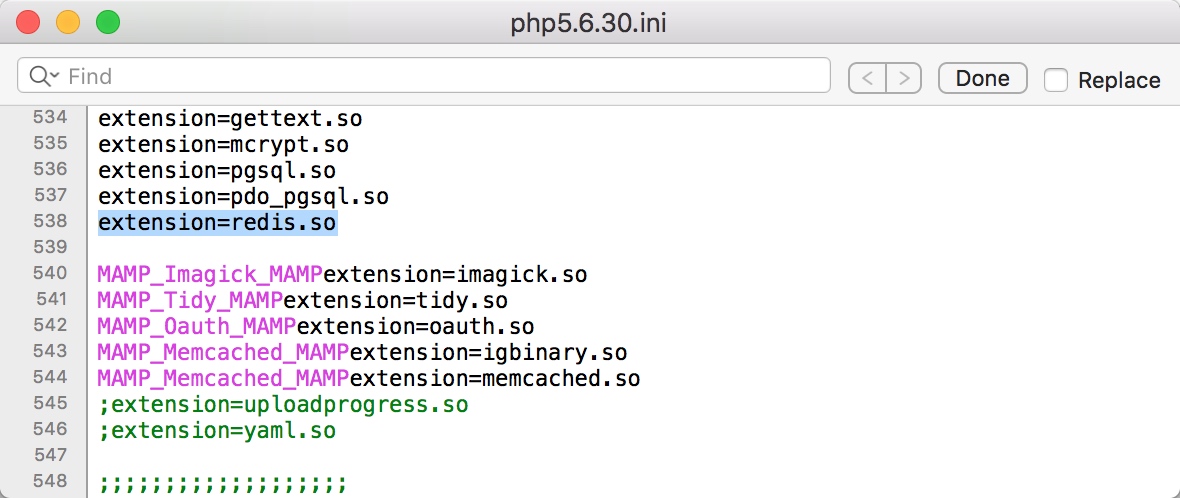 php5.6.30.ini
Find < > Done Replace
534 extension=gettext.so
535 extension=mcrypt.so
536 extension=pgsql.so
537 extension=pdo_pgsql.so
538 extension=redis.so
539
540 MAMP_Imagick_MAMPextension=imagick.so
541 MAMP_Tidy_MAMPextension=tidy.so
542 MAMP_Oauth_MAMPextension=oauth.so
543 MAMP_Memcached_MAMPextension=igbinary.so
544 MAMP_Memcached_MAMPextension=memcached.so
545 ;extension=uploadprogress.so
546 ;extension=yaml.so
547
548 ;;;;;;;;;;;;;;;;;;;